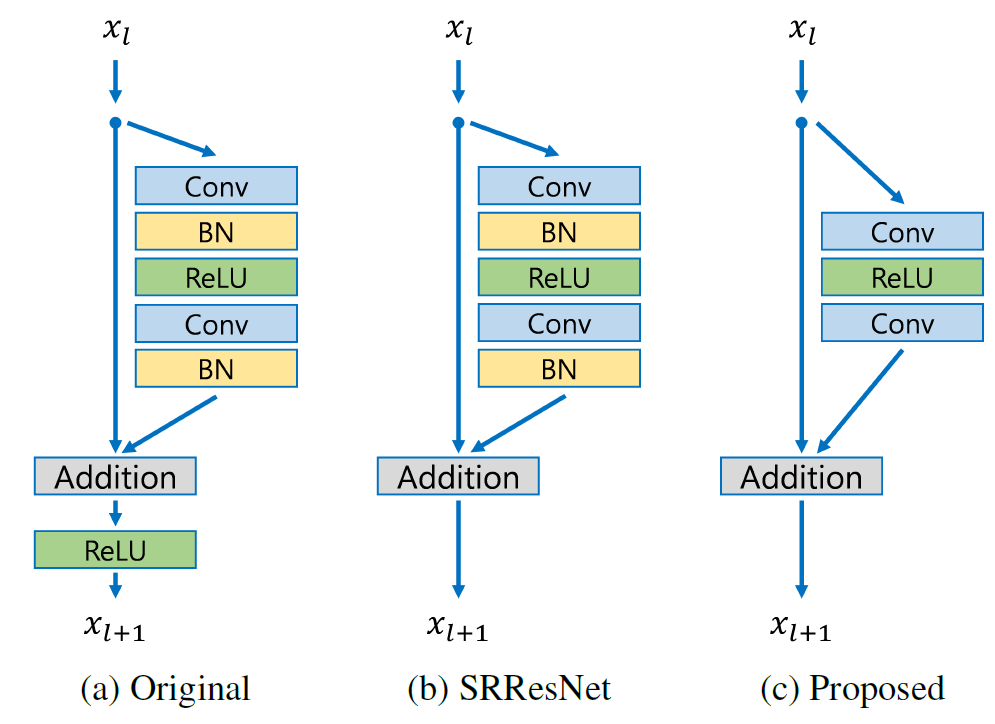 x_l
Conv
BN
ReLU
Conv
BN
Addition
ReLU
x_{l+1}
(a) Original
x_l
Conv
BN
ReLU
Conv
BN
Addition
x_{l+1}
(b) SRResNet
x_l
Conv
ReLU
Conv
Addition
x_{l+1}
(c) Proposed